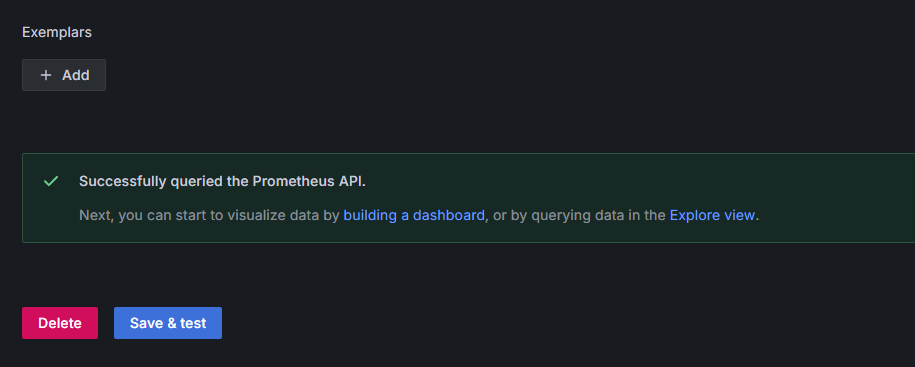 Exemplars
+ Add
Successfully queried the Prometheus API.
Next, you can start to visualize data by building a dashboard, or by querying data in the Explore view.
Delete Save & test